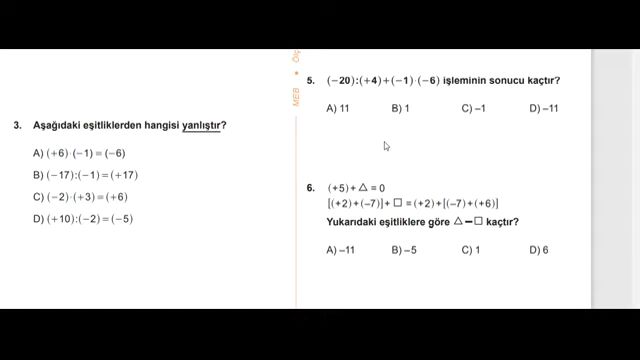 3. Aşağıdaki eşitliklerden hangisi yanlıştır?
A) (+6)·(−1)=(−6)
B) (−17):(−1)=(+17)
C) (−2)·(+3)=(+6)
D) (+10):(−2)=(−5)
MEB ●
5. (−20):(+4)+(−1)·(−6) işleminin sonucu kaçtır?
A) 11 B) 1 C) −1 D) −11
6. (+5)+ △ = 0
[(+2)+(−7)]+ □ = (+2)+[(−7)+(+6)]
Yukarıdaki eşitliklere göre △ − □ kaçtır?
A) −11 B) −5 C) 1 D) 6